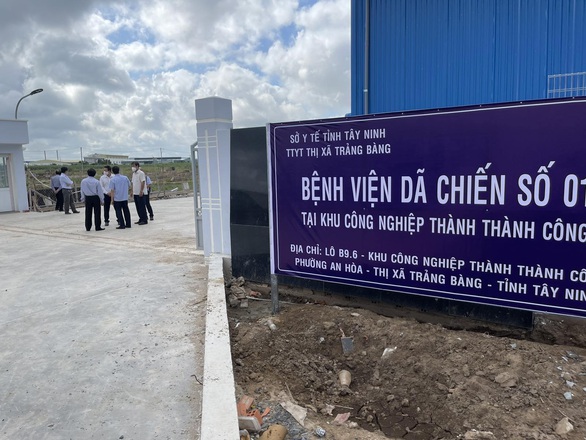 SỞ Y TẾ TỈNH TÂY NINH
TTYT THỊ XÃ TRẢNG BÀNG
BỆNH VIỆN DÃ CHIẾN SỐ 01
TẠI KHU CÔNG NGHIỆP THÀNH THÀNH CÔNG
ĐỊA CHỈ: LÔ B9.6 - KHU CÔNG NGHIỆP THÀNH THÀNH CÔ
PHƯỜNG AN HÒA - THỊ XÃ TRẢNG BÀNG - TỈNH TÂY NIN